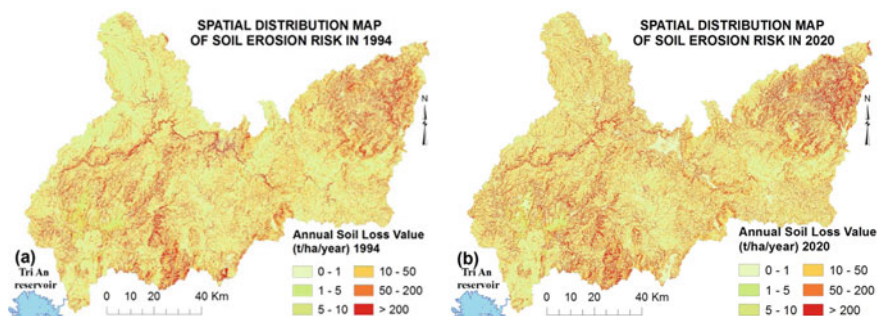 SPATIAL DISTRIBUTION MAP
OF SOIL EROSION RISK IN 1994
N
Annual Soil Loss Value
(t/ha/year) 1994
0 - 1
10 - 50
1 - 5
50 - 200
5 - 10
> 200
(a)
Tri An
reservoir
0 10 20 40 Km
SPATIAL DISTRIBUTION MAP
OF SOIL EROSION RISK IN 2020
N
Annual Soil Loss Value
(t/ha/year) 2020
0 - 1
10 - 50
1 - 5
50 - 200
5 - 10
> 200
(b)
Tri An
reservoir
0 10 20 40 Km